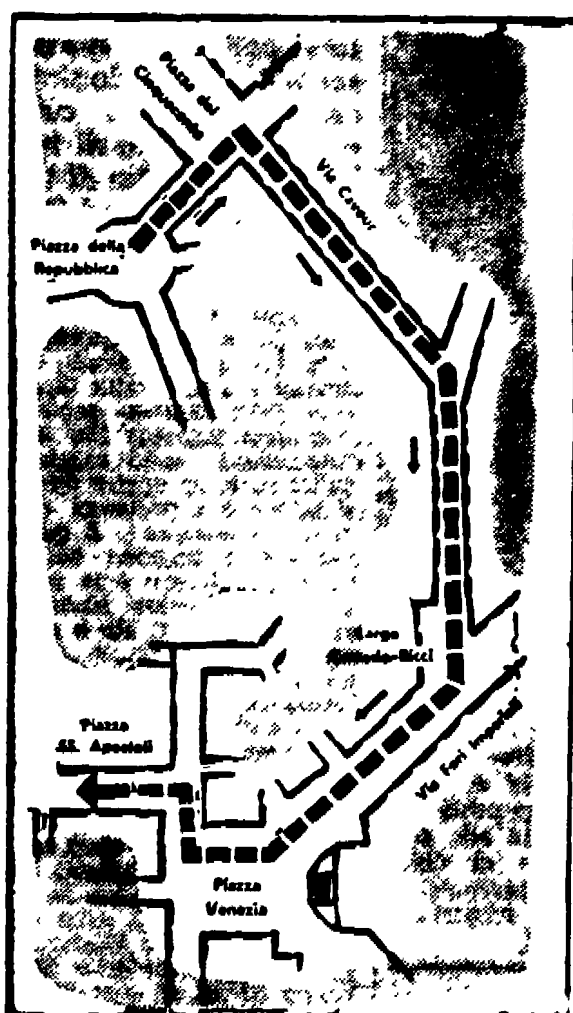 Piazza dei
Cinquecento
Via Cavour
Piazza della
Repubblica
Largo
Ricci
Piazza
SS. Apostoli
Via Fori Imperiali
Piazza
Venezia